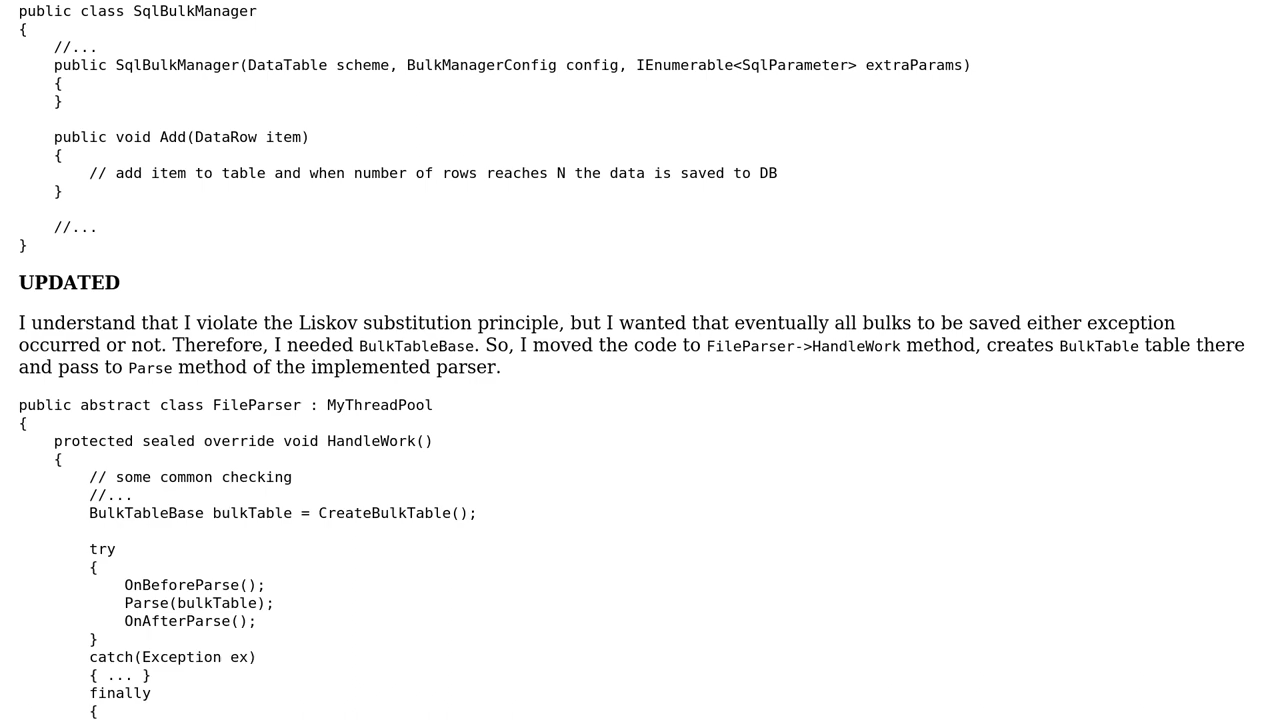 public class SqlBulkManager
{
    //...
    public SqlBulkManager(DataTable scheme, BulkManagerConfig config, IEnumerable<SqlParameter> extraParams)
    {
    }

    public void Add(DataRow item)
    {
        // add item to table and when number of rows reaches N the data is saved to DB
    }

    //...
}
UPDATED
I understand that I violate the Liskov substitution principle, but I wanted that eventually all bulks to be saved either exception
occurred or not. Therefore, I needed BulkTableBase. So, I moved the code to FileParser->HandleWork method, creates BulkTable table there
and pass to Parse method of the implemented parser.
public abstract class FileParser : MyThreadPool
{
    protected sealed override void HandleWork()
    {
        // some common checking
        //...
        BulkTableBase bulkTable = CreateBulkTable();

        try
        {
            OnBeforeParse();
            Parse(bulkTable);
            OnAfterParse();
        }
        catch(Exception ex)
        { ... }
        finally
        {